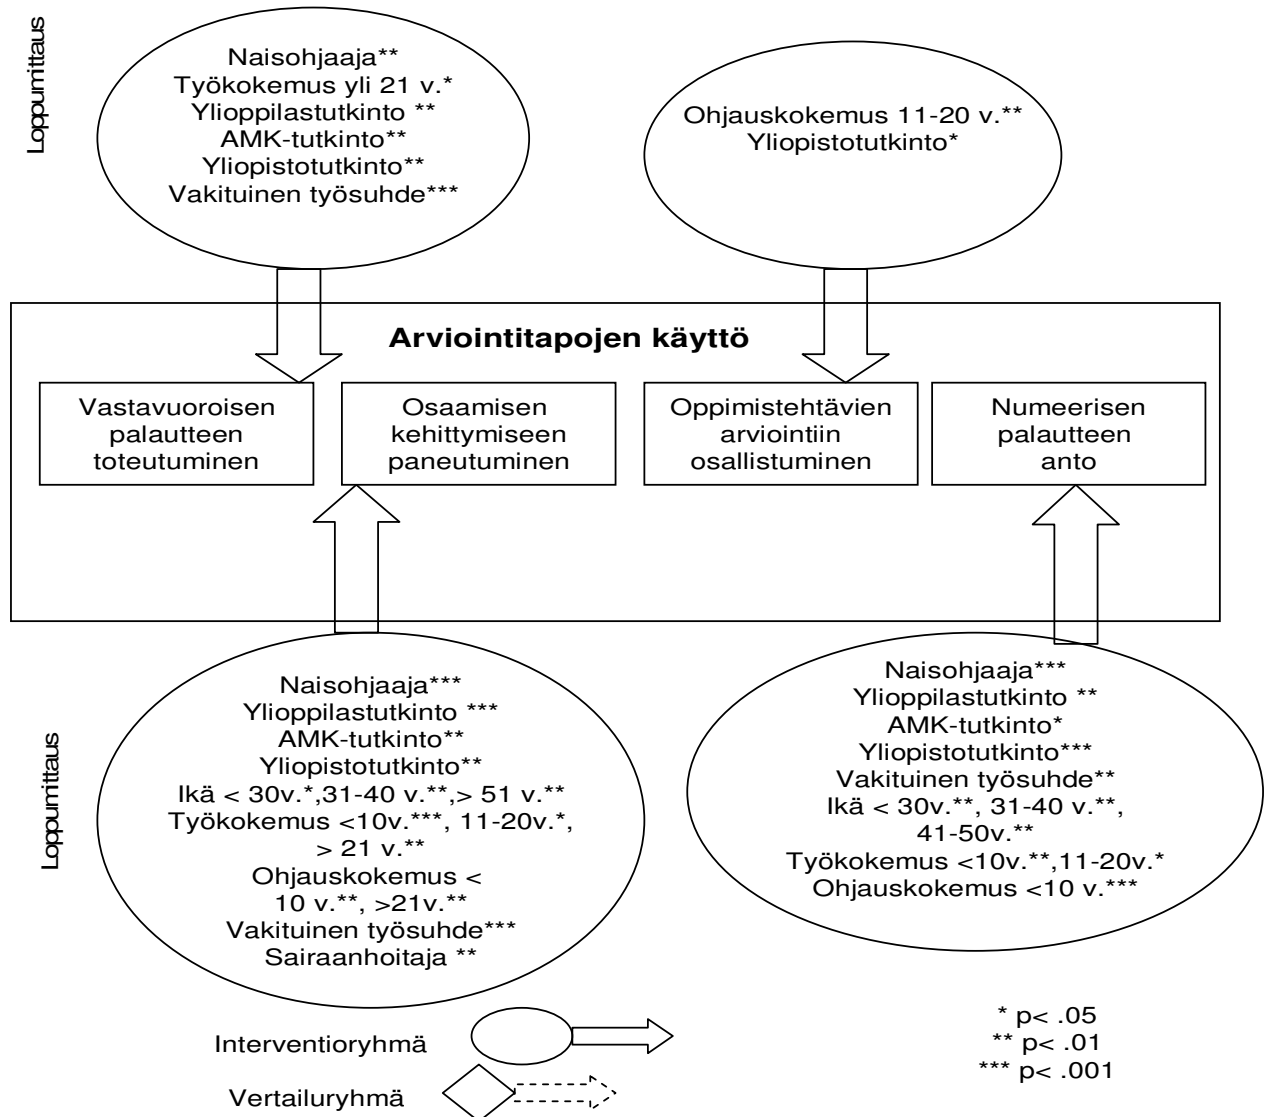 Loppumittaus
Naisohjaaja**
Työkokemus yli 21 v.*
Ylioppilastutkinto **
AMK-tutkinto**
Yliopistotutkinto**
Vakituinen työsuhde***
Ohjauskokemus 11-20 v.**
Yliopistotutkinto*
Arviointitapojen käyttö
Vastavuoroisen
palautteen
toteutuminen
Osaamisen
kehittymiseen
paneutuminen
Oppimistehtävien
arviointiin
osallistuminen
Numeerisen
palautteen
anto
Loppumittaus
Naisohjaaja***
Ylioppilastutkinto ***
AMK-tutkinto**
Yliopistotutkinto**
Ikä < 30v.*,31-40 v.**,> 51 v.**
Työkokemus <10v.***, 11-20v.*,
> 21 v.**
Ohjauskokemus <
10 v.**, >21v.**
Vakituinen työsuhde***
Sairaanhoitaja **
Naisohjaaja***
Ylioppilastutkinto **
AMK-tutkinto*
Yliopistotutkinto***
Vakituinen työsuhde**
Ikä < 30v.**, 31-40 v.**,
41-50v.**
Työkokemus <10v.**,11-20v.*
Ohjauskokemus <10 v.***
Interventioryhmä
Vertailuryhmä
* p< .05
** p< .01
*** p< .001